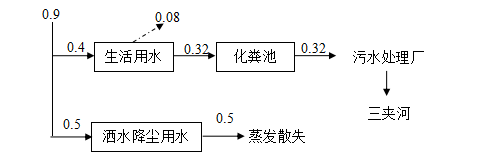 0.9
0.08
0.4 生活用水 0.32 化粪池 0.32 污水处理厂
三夹河
0.5 洒水降尘用水 0.5 蒸发散失